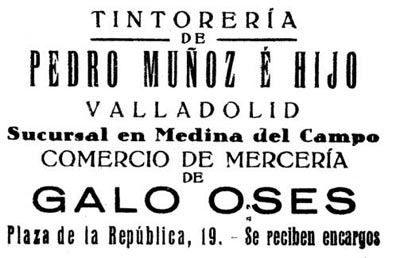 TINTORERÍA
DE
PEDRO MUÑOZ É HIJO
VALLADOLID
Sucursal en Medina del Campo
COMERCIO DE MERCERÍA
DE
GALO OSES
Plaza de la República, 19. - Se reciben encargos